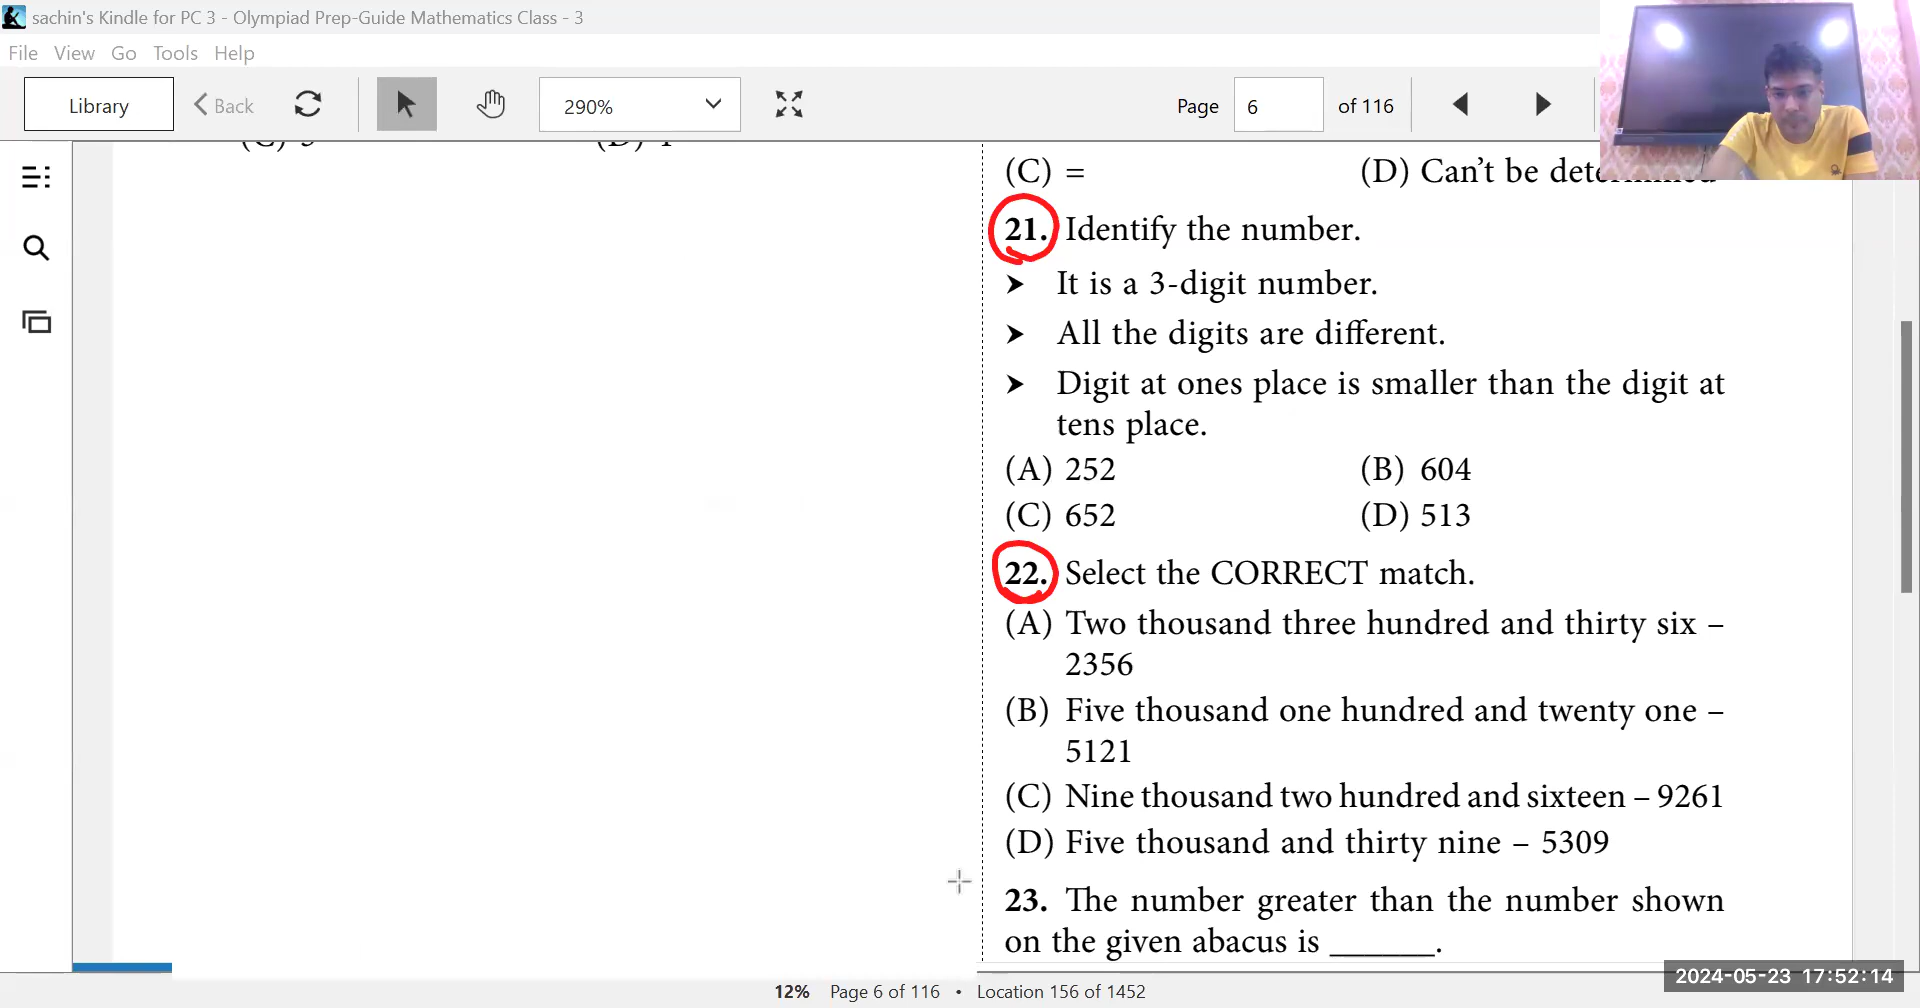 sachin's Kindle for PC 3 - Olympiad Prep-Guide Mathematics Class - 3
File View Go Tools Help
Library Back 290% Page 6 of 116
(C) = (D) Can't be determined
21. Identify the number.
➤ It is a 3-digit number.
➤ All the digits are different.
➤ Digit at ones place is smaller than the digit at
tens place.
(A) 252 (B) 604
(C) 652 (D) 513
22. Select the CORRECT match.
(A) Two thousand three hundred and thirty six –
2356
(B) Five thousand one hundred and twenty one –
5121
(C) Nine thousand two hundred and sixteen – 9261
(D) Five thousand and thirty nine – 5309
23. The number greater than the number shown
on the given abacus is ______.
2024-05-23 17:52:14
12% Page 6 of 116 • Location 156 of 1452